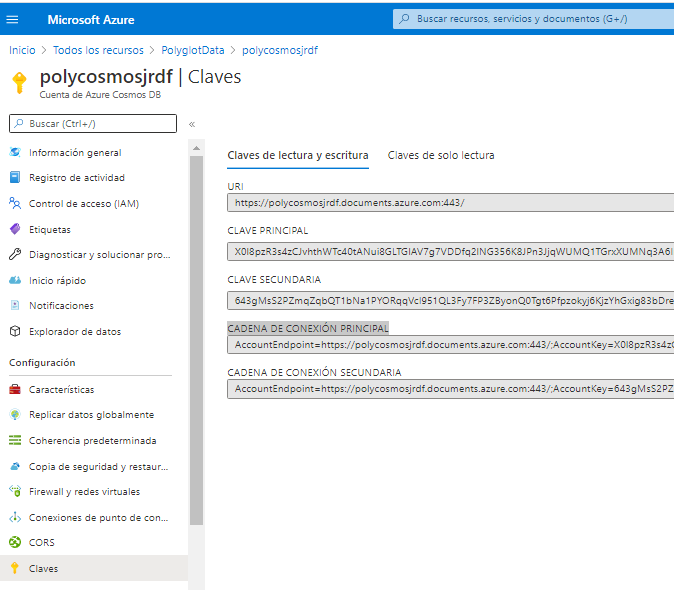 Microsoft Azure
Buscar recursos, servicios y documentos (G+/)
Inicio > Todos los recursos > PolyglotData > polycosmosjrdf
polycosmosjrdf | Claves
Cuenta de Azure Cosmos DB
Buscar (Ctrl+/)
«
Información general
Registro de actividad
Control de acceso (IAM)
Etiquetas
Diagnosticar y solucionar pro...
Inicio rápido
Notificaciones
Explorador de datos
Configuración
Características
Replicar datos globalmente
Coherencia predeterminada
Copia de seguridad y restaur...
Firewall y redes virtuales
Conexiones de punto de con...
CORS
Claves
Claves de lectura y escritura Claves de solo lectura
URI
https://polycosmosjrdf.documents.azure.com:443/
CLAVE PRINCIPAL
CLAVE SECUNDARIA
CADENA DE CONEXIÓN PRINCIPAL
AccountEndpoint=https://polycosmosjrdf.documents.azure.com:443/;AccountKey=
CADENA DE CONEXIÓN SECUNDARIA
AccountEndpoint=https://polycosmosjrdf.documents.azure.com:443/;AccountKey=